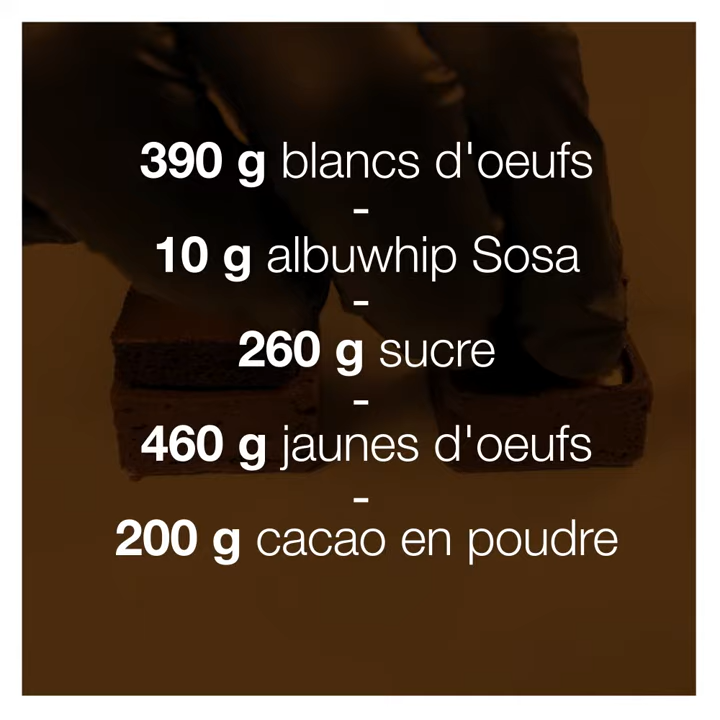 390 g blancs d'oeufs
-
10 g albuwhip Sosa
-
260 g sucre
-
460 g jaunes d'oeufs
-
200 g cacao en poudre